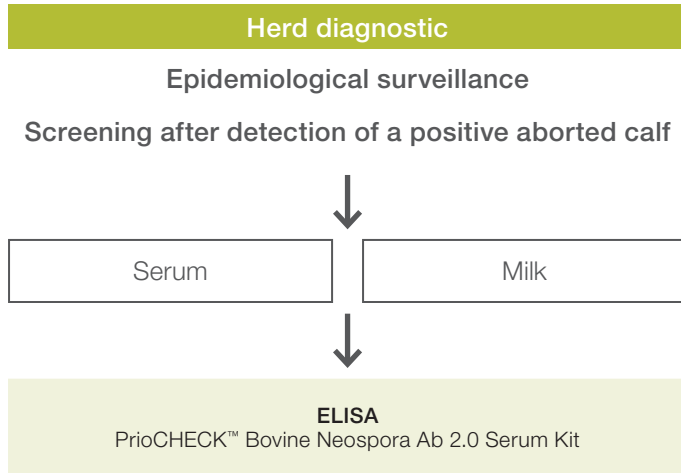 Herd diagnostic
Epidemiological surveillance
Screening after detection of a positive aborted calf
Serum
Milk
ELISA
PrioCHECK™ Bovine Neospora Ab 2.0 Serum Kit